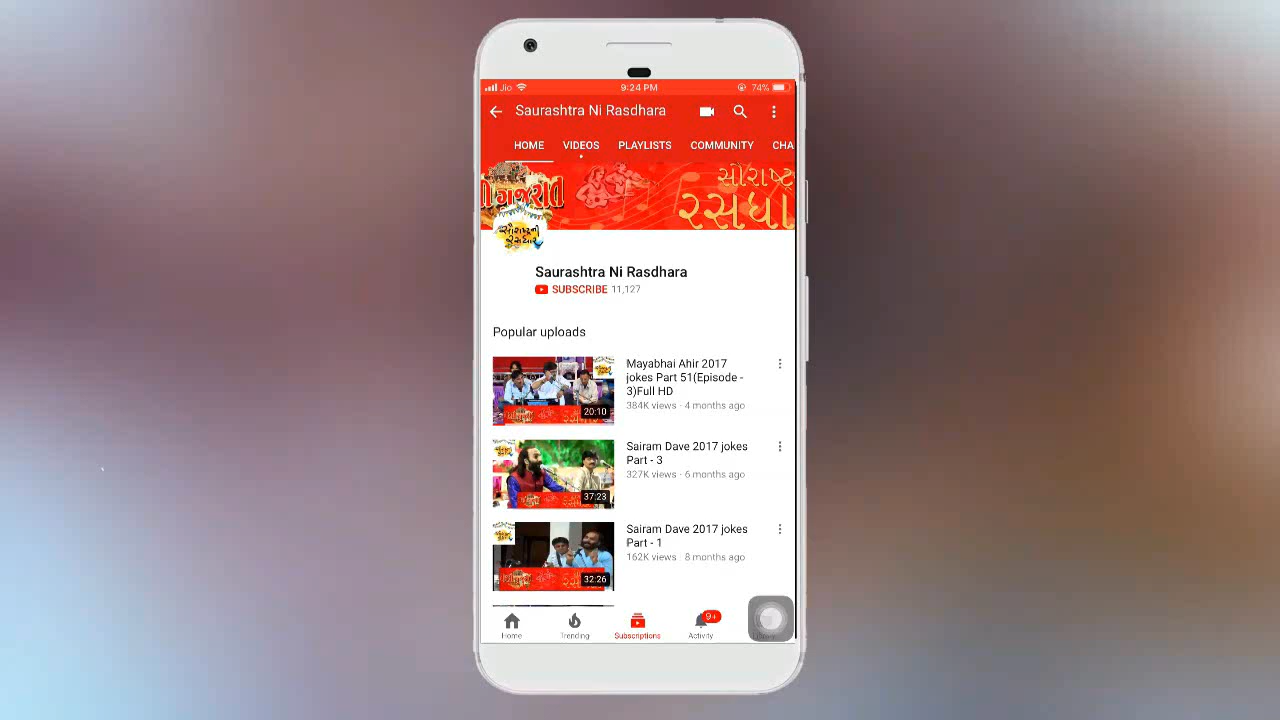 Jio 9:24 PM 74%
Saurashtra Ni Rasdhara
HOME VIDEOS PLAYLISTS COMMUNITY CHA
ગુજરાતી સૌરાષ્ટ્
રસધા
સૌરાષ્ટ્રની
રસધાર
Saurashtra Ni Rasdhara
SUBSCRIBE 11,127
Popular uploads
Mayabhai Ahir 2017
jokes Part 51(Episode -
3)Full HD
384K views · 4 months ago
20:10
Sairam Dave 2017 jokes
Part - 3
327K views · 6 months ago
37:23
Sairam Dave 2017 jokes
Part - 1
162K views · 8 months ago
32:26
9+
Home Trending Subscriptions Activity